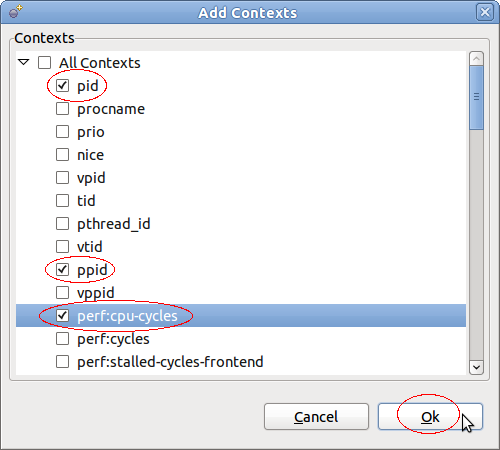 Add Contexts
Contexts
All Contexts
pid
procname
prio
nice
vpid
tid
pthread_id
vtid
ppid
vppid
perf:cpu-cycles
perf:cycles
perf:stalled-cycles-frontend
Cancel Ok